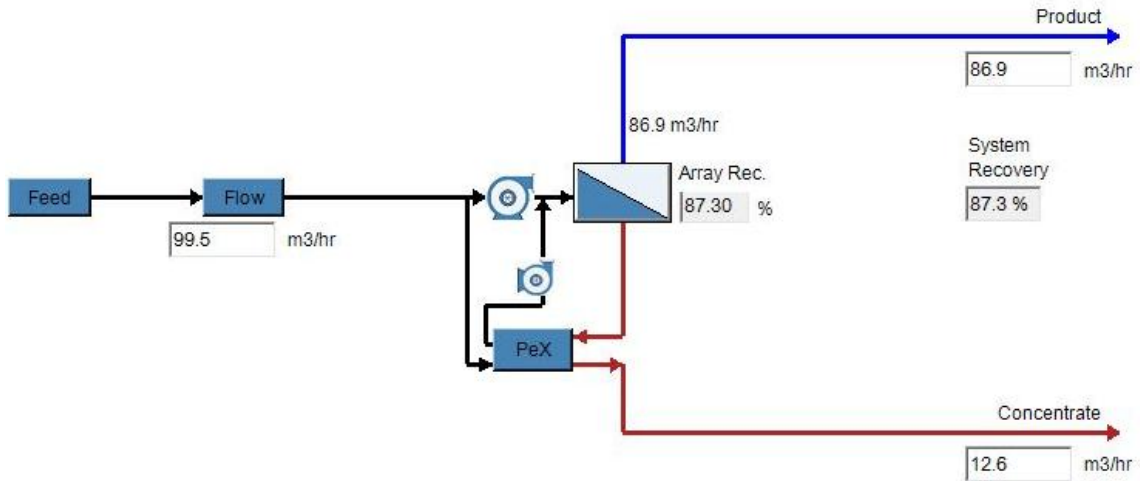 Product
86.9 m3/hr
86.9 m3/hr
System
Recovery
87.3 %
Array Rec.
87.30 %
Feed
Flow
99.5 m3/hr
PeX
Concentrate
12.6 m3/hr